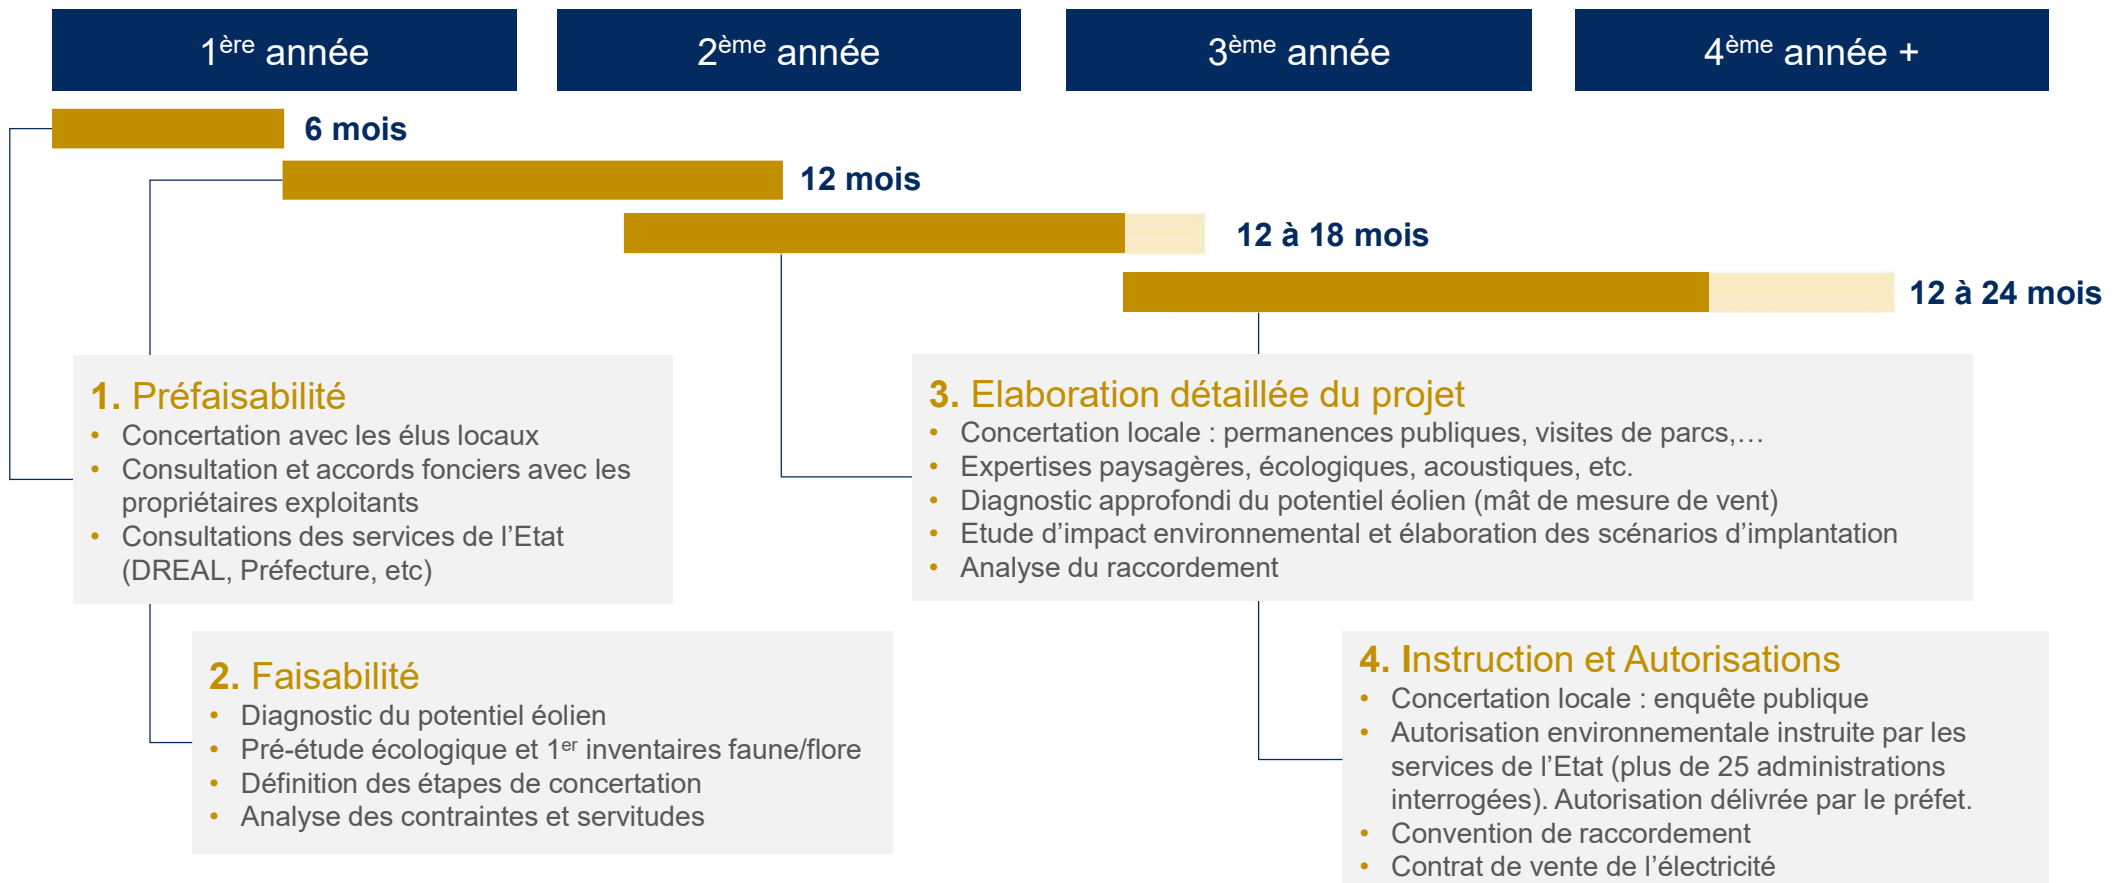 1ère année
2ème année
3ème année
4ème année +
6 mois
12 mois
12 à 18 mois
12 à 24 mois
1. Préfaisabilité
• Concertation avec les élus locaux
• Consultation et accords fonciers avec les
propriétaires exploitants
• Consultations des services de l’Etat
(DREAL, Préfecture, etc)
2. Faisabilité
• Diagnostic du potentiel éolien
• Pré-étude écologique et 1er inventaires faune/flore
• Définition des étapes de concertation
• Analyse des contraintes et servitudes
3. Elaboration détaillée du projet
• Concertation locale : permanences publiques, visites de parcs,…
• Expertises paysagères, écologiques, acoustiques, etc.
• Diagnostic approfondi du potentiel éolien (mât de mesure de vent)
• Etude d’impact environnemental et élaboration des scénarios d’implantation
• Analyse du raccordement
4. Instruction et Autorisations
• Concertation locale : enquête publique
• Autorisation environnementale instruite par les
services de l’Etat (plus de 25 administrations
interrogées). Autorisation délivrée par le préfet.
• Convention de raccordement
• Contrat de vente de l’électricité